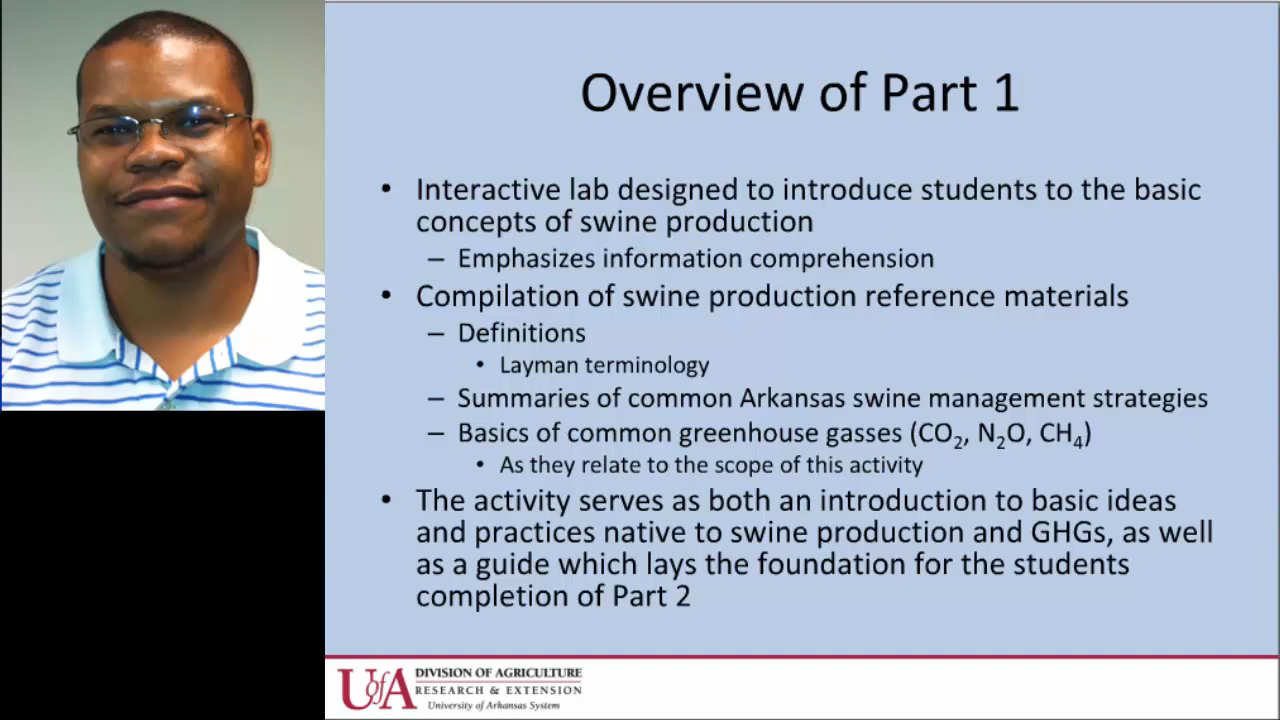 Overview of Part 1
• Interactive lab designed to introduce students to the basic
concepts of swine production
– Emphasizes information comprehension
• Compilation of swine production reference materials
– Definitions
• Layman terminology
– Summaries of common Arkansas swine management strategies
– Basics of common greenhouse gasses (CO₂, N₂O, CH₄)
• As they relate to the scope of this activity
• The activity serves as both an introduction to basic ideas
and practices native to swine production and GHGs, as well
as a guide which lays the foundation for the students
completion of Part 2
UofA
DIVISION OF AGRICULTURE
RESEARCH & EXTENSION
University of Arkansas System